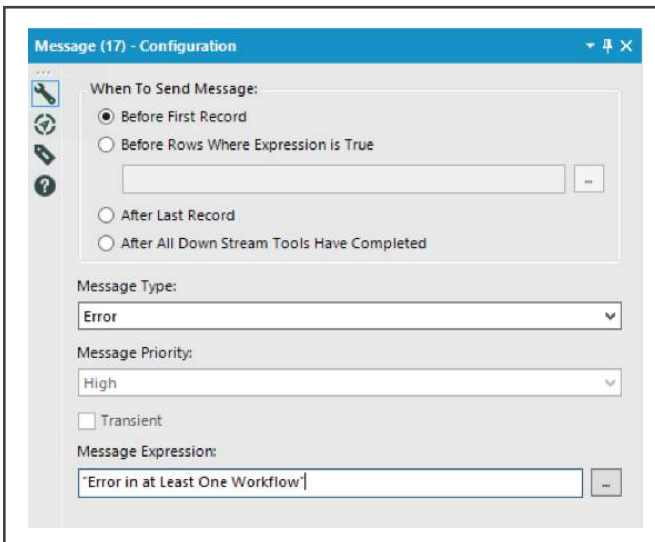 Message (17) - Configuration
When To Send Message:
Before First Record
Before Rows Where Expression is True
...
After Last Record
After All Down Stream Tools Have Completed
Message Type:
Error
Message Priority:
High
Transient
Message Expression:
"Error in at Least One Workflow"
...